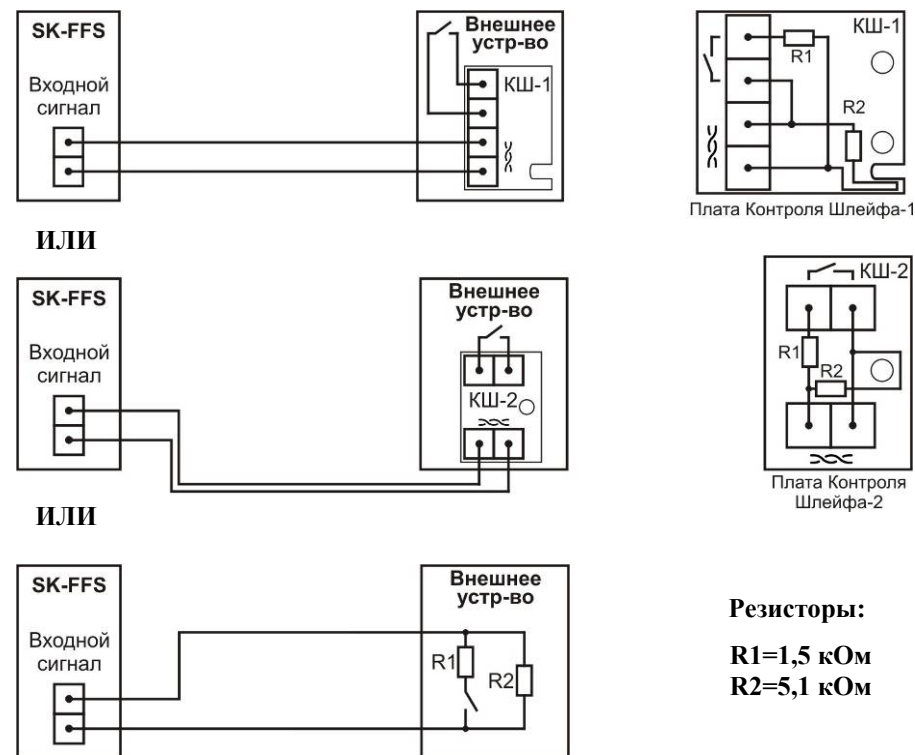 SK-FFS
Входной
сигнал
Внешнее
устр-во
КШ-1
КШ-1
R1
R2
Плата Контроля Шлейфа-1
ИЛИ
SK-FFS
Входной
сигнал
Внешнее
устр-во
КШ-2
КШ-2
R1
R2
Плата Контроля
Шлейфа-2
ИЛИ
SK-FFS
Входной
сигнал
Внешнее
устр-во
R1
R2
Резисторы:
R1=1,5 кОм
R2=5,1 кОм